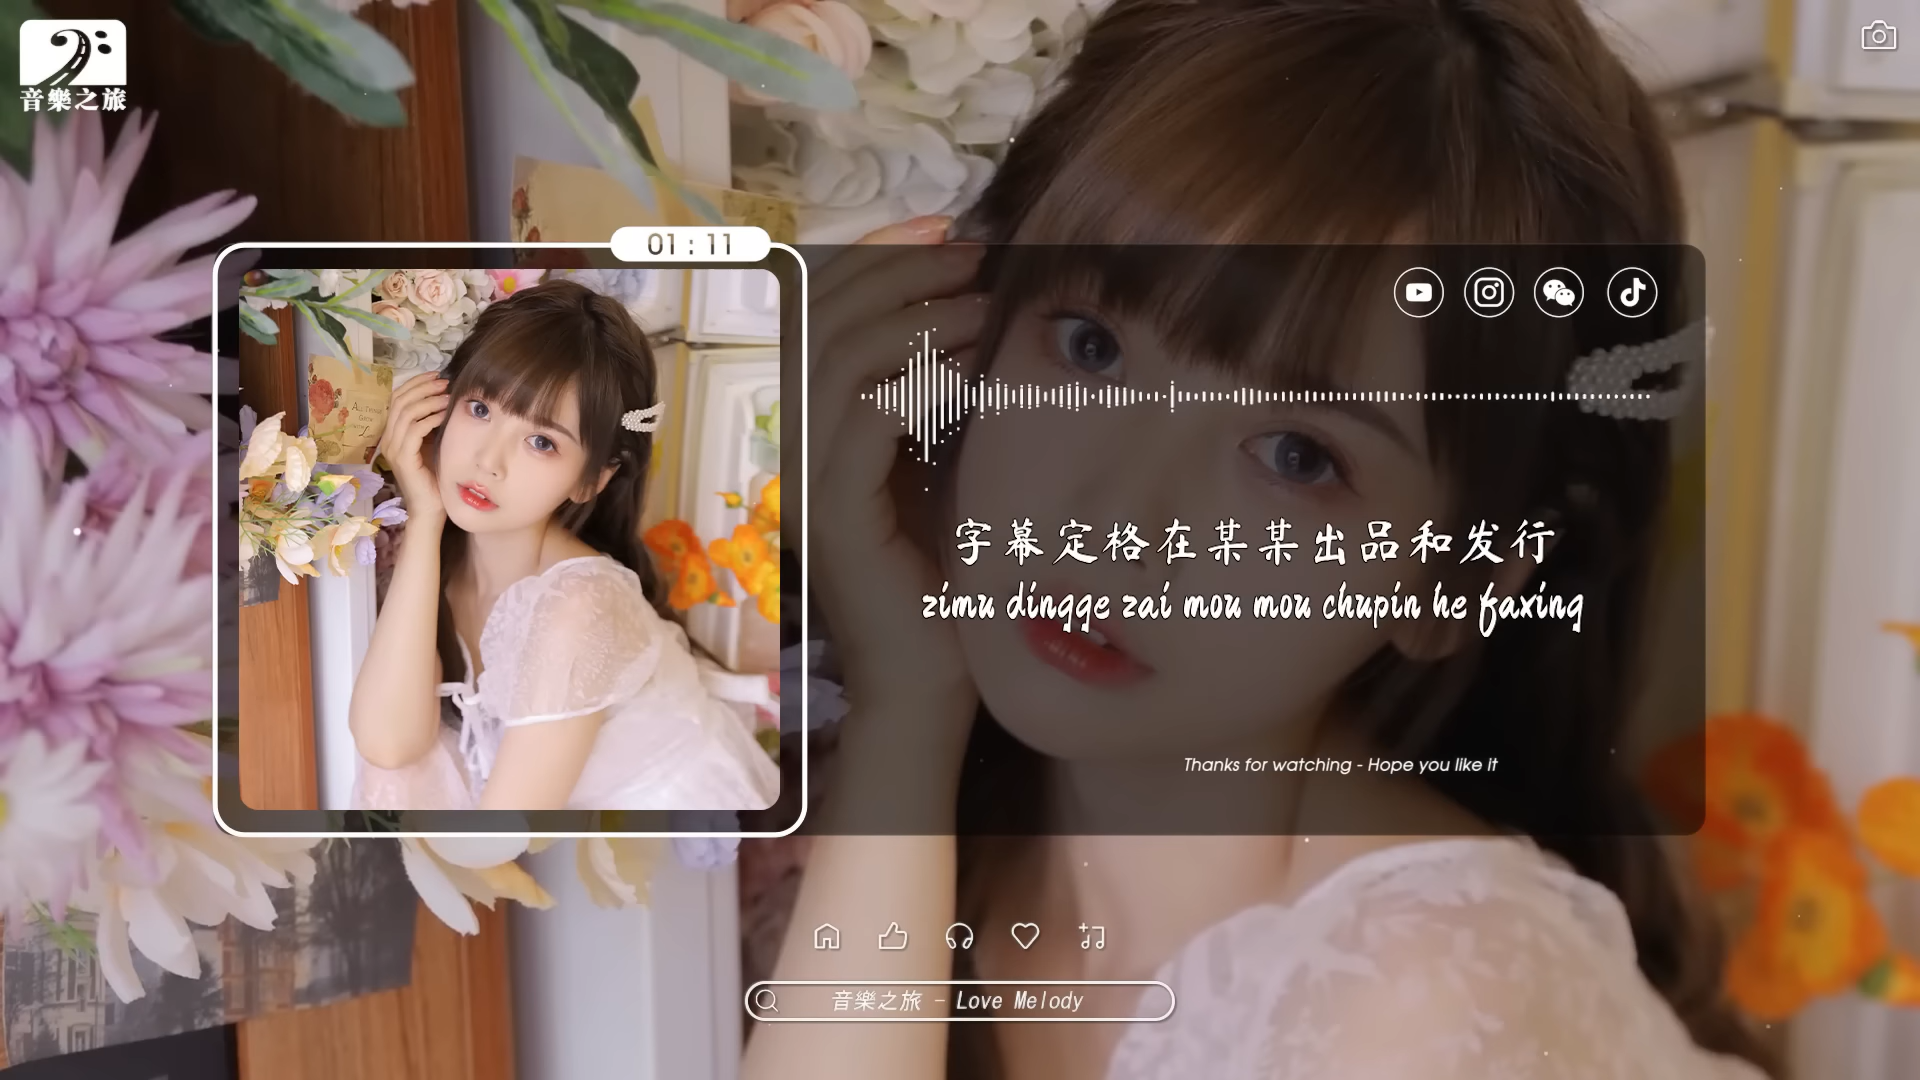 音樂之旅
01 : 11
字幕定格在某某出品和发行
zimu dingge zai mou mou chupin he faxing
Thanks for watching - Hope you like it
音樂之旅 - Love Melody